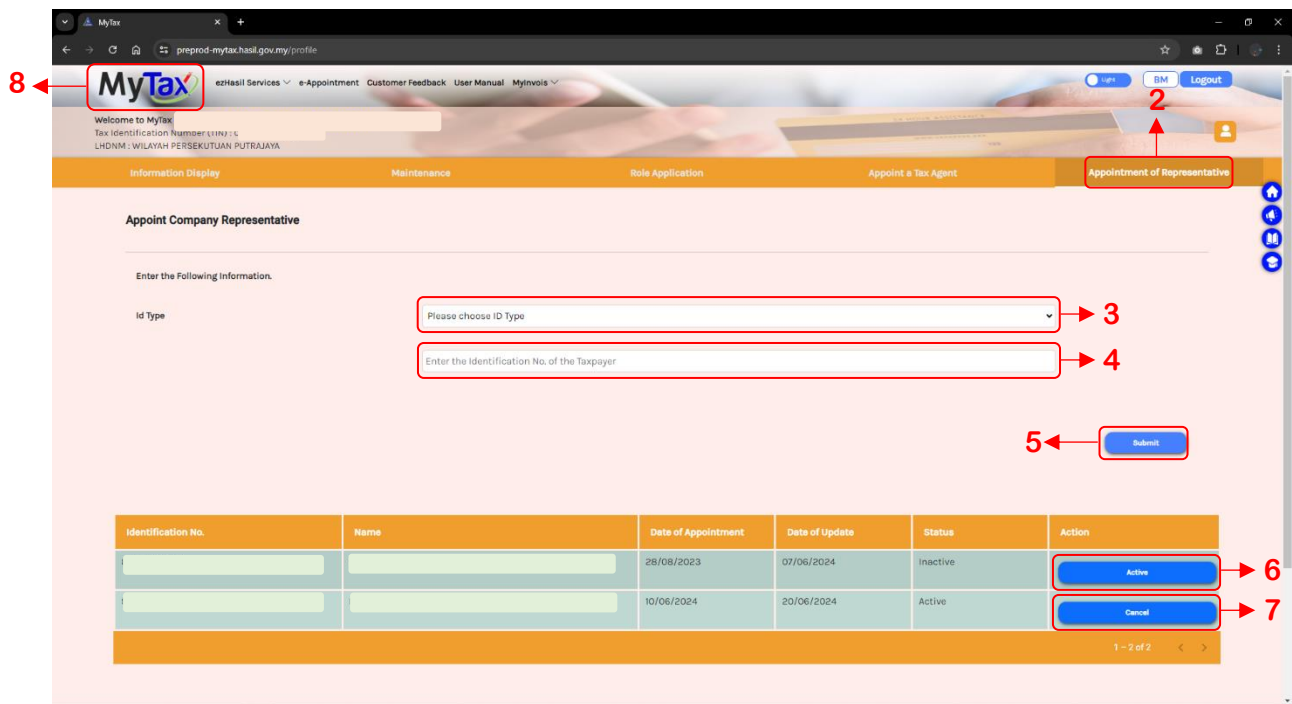 MyTax
preprod-mytax.hasil.gov.my/profile
8
MyTax ezHasil Services e-Appointment Customer Feedback User Manual MyInvois Light BM Logout
2
Welcome to MyTax
Tax Identification Number (TIN) :
LHDNM : WILAYAH PERSEKUTUAN PUTRAJAYA
Information Display Maintenance Role Application Appoint a Tax Agent Appointment of Representative
Appoint Company Representative
Enter the Following Information.
Id Type Please choose ID Type 3
Enter the Identification No. of the Taxpayer 4
5 Submit
Identification No. Name Date of Appointment Date of Update Status Action
28/08/2023 07/06/2024 Inactive Active 6
10/06/2024 20/06/2024 Active Cancel 7
1 – 2 of 2